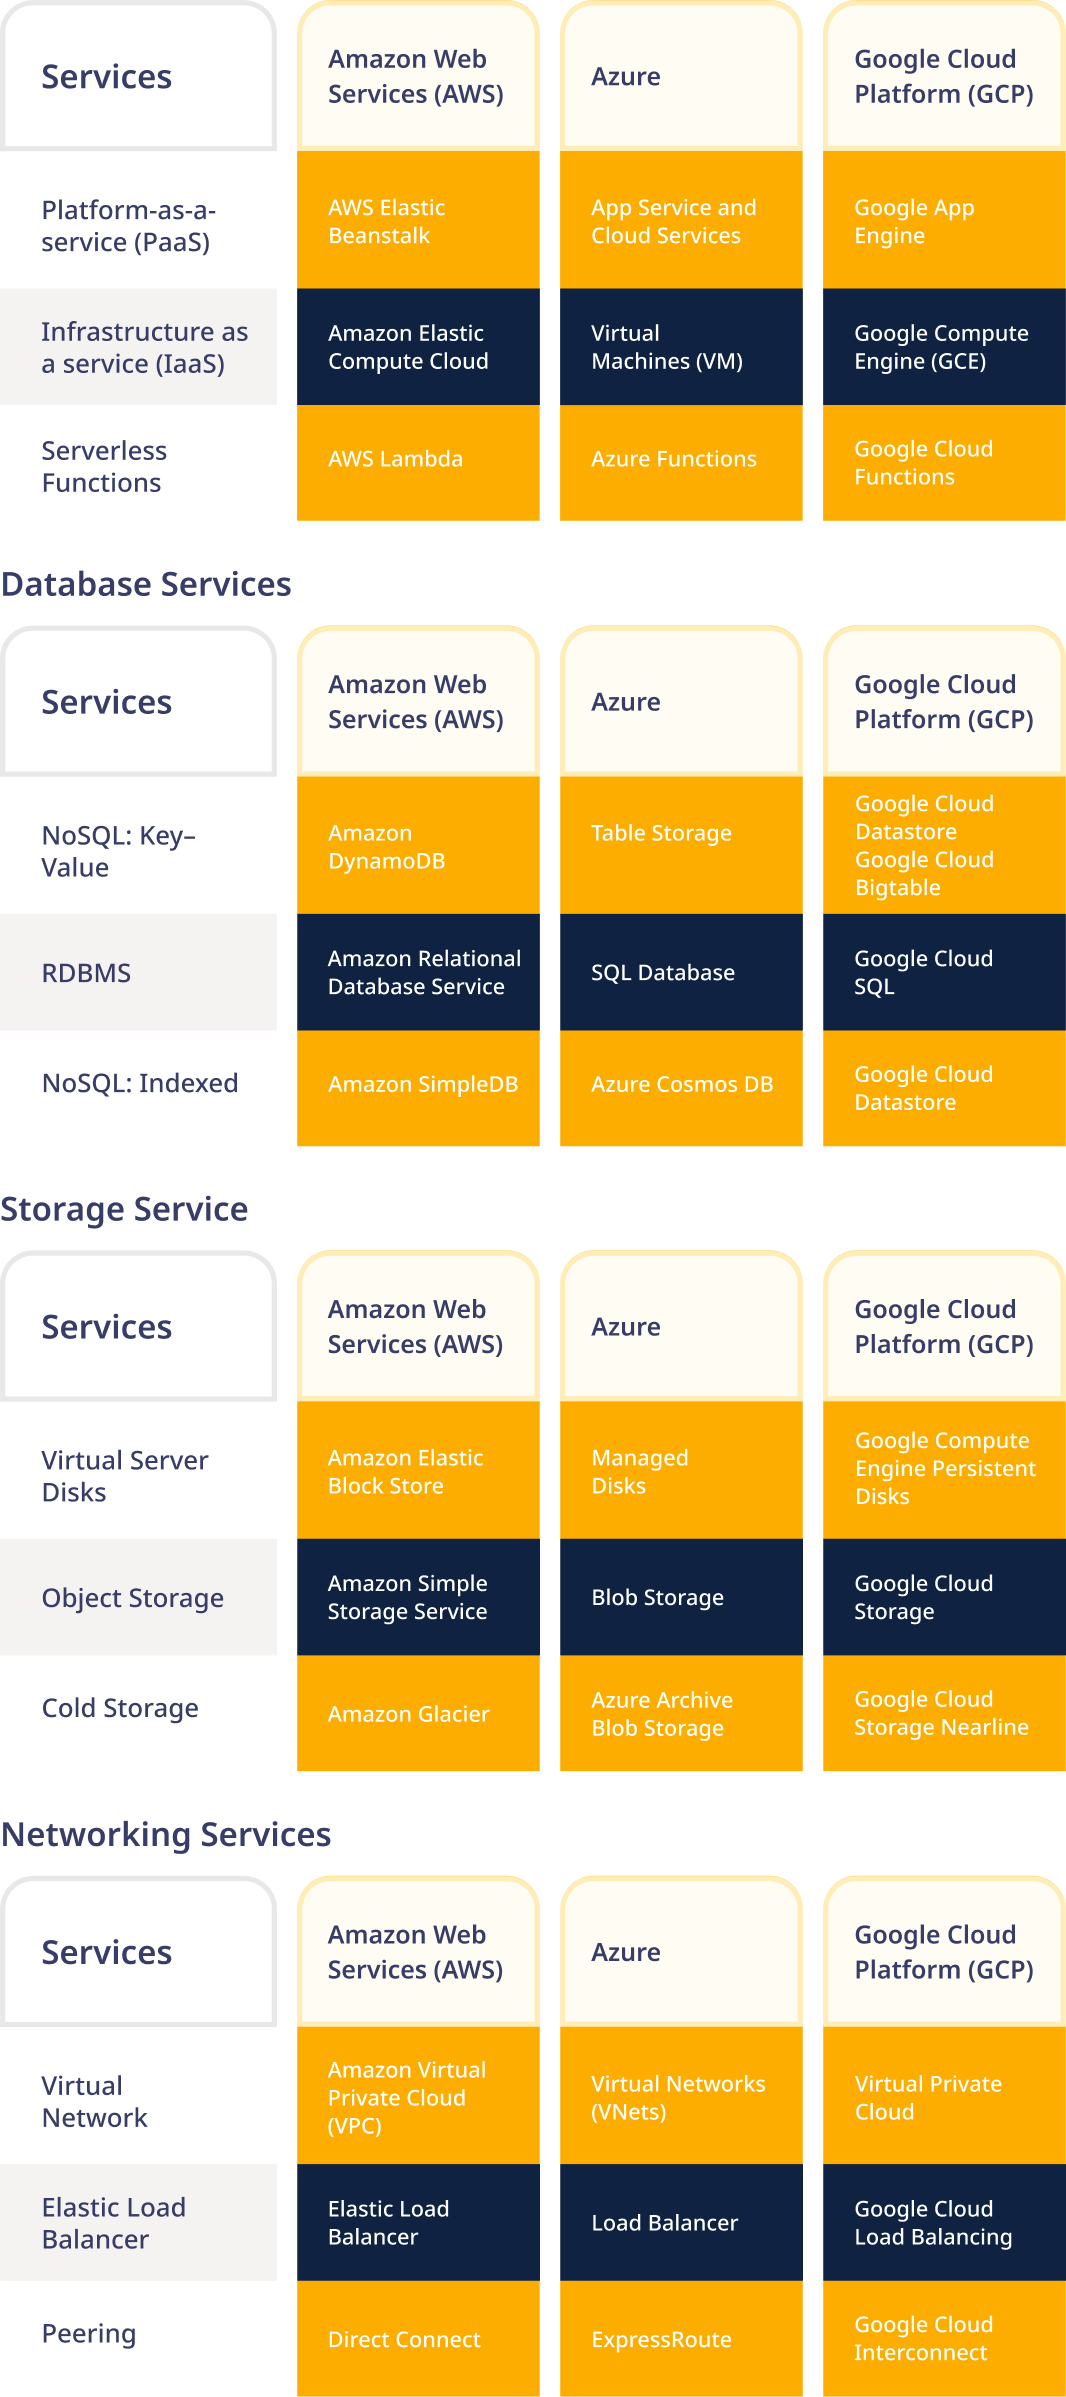 Services
Amazon Web
Services (AWS)
Azure
Google Cloud
Platform (GCP)
Platform-as-a-
service (PaaS)
AWS Elastic
Beanstalk
App Service and
Cloud Services
Google App
Engine
Infrastructure as
a service (IaaS)
Amazon Elastic
Compute Cloud
Virtual
Machines (VM)
Google Compute
Engine (GCE)
Serverless
Functions
AWS Lambda
Azure Functions
Google Cloud
Functions
Database Services
Services
Amazon Web
Services (AWS)
Azure
Google Cloud
Platform (GCP)
NoSQL: Key–
Value
Amazon
DynamoDB
Table Storage
Google Cloud
Datastore
Google Cloud
Bigtable
RDBMS
Amazon Relational
Database Service
SQL Database
Google Cloud
SQL
NoSQL: Indexed
Amazon SimpleDB
Azure Cosmos DB
Google Cloud
Datastore
Storage Service
Services
Amazon Web
Services (AWS)
Azure
Google Cloud
Platform (GCP)
Virtual Server
Disks
Amazon Elastic
Block Store
Managed
Disks
Google Compute
Engine Persistent
Disks
Object Storage
Amazon Simple
Storage Service
Blob Storage
Google Cloud
Storage
Cold Storage
Amazon Glacier
Azure Archive
Blob Storage
Google Cloud
Storage Nearline
Networking Services
Services
Amazon Web
Services (AWS)
Azure
Google Cloud
Platform (GCP)
Virtual
Network
Amazon Virtual
Private Cloud
(VPC)
Virtual Networks
(VNets)
Virtual Private
Cloud
Elastic Load
Balancer
Elastic Load
Balancer
Load Balancer
Google Cloud
Load Balancing
Peering
Direct Connect
ExpressRoute
Google Cloud
Interconnect